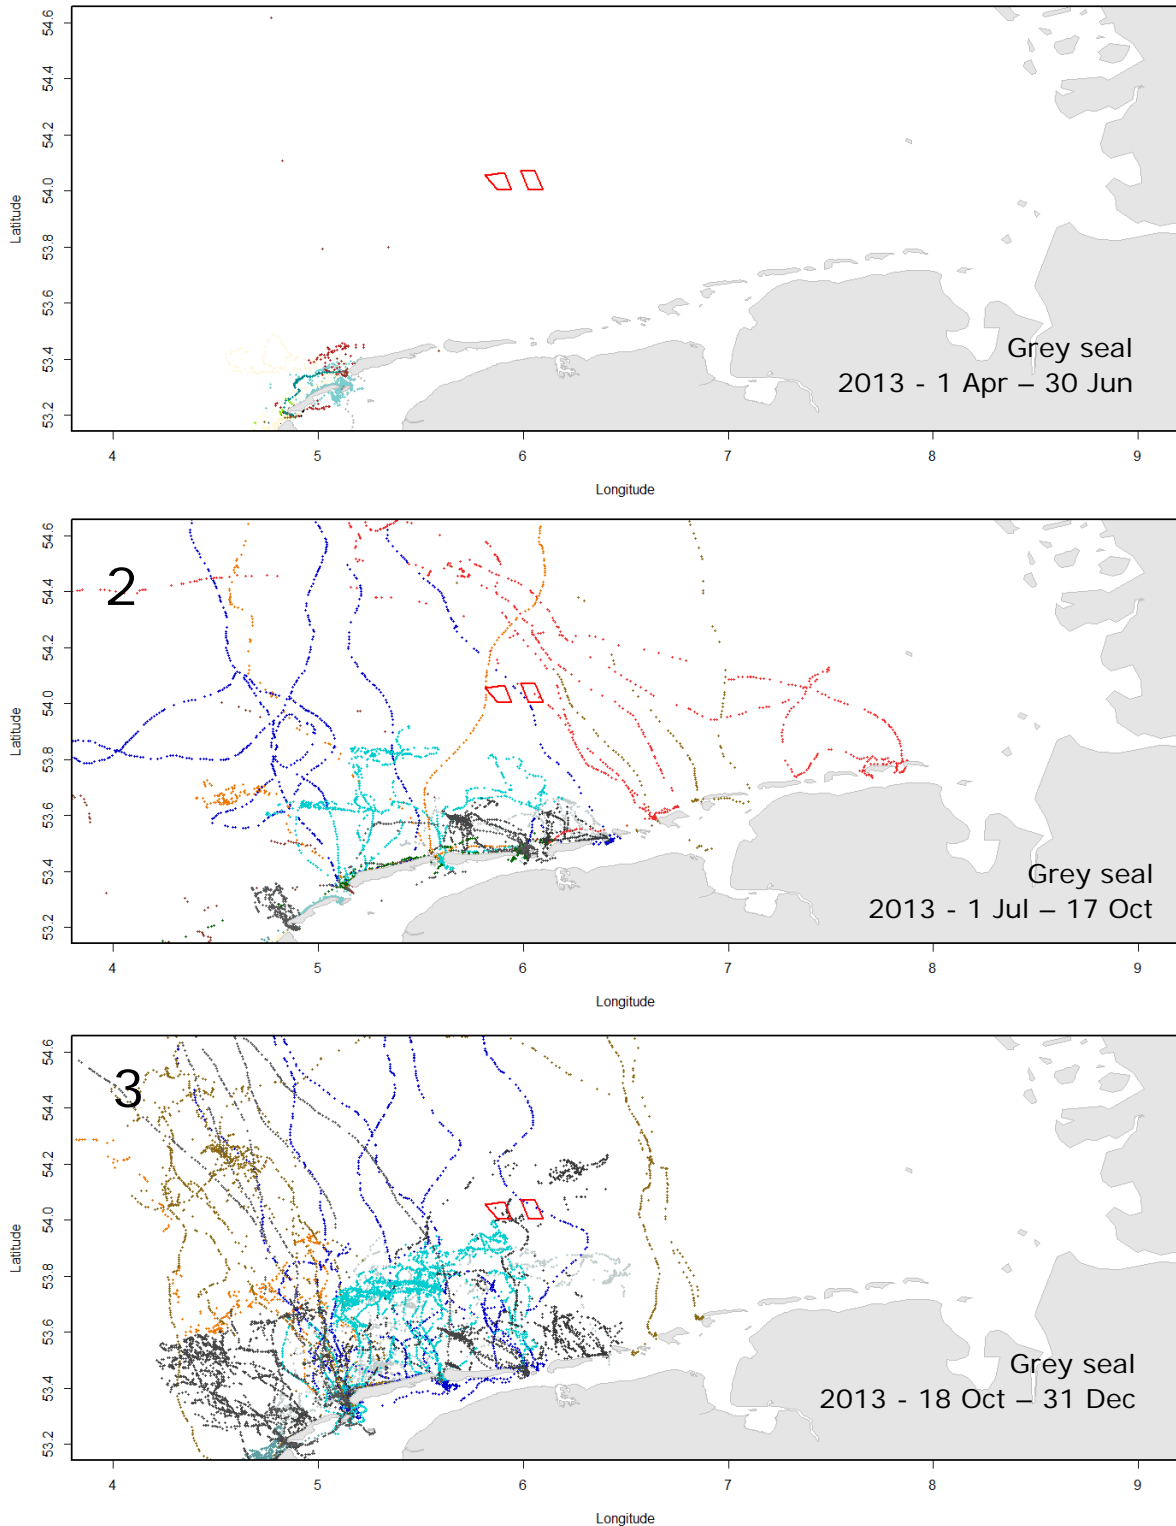 54.6
54.4
54.2
54.0
53.8
53.6
53.4
53.2
Latitude
Grey seal
2013 - 1 Apr – 30 Jun
4 5 6 7 8 9
Longitude
54.6
54.4
54.2
54.0
53.8
53.6
53.4
53.2
Latitude
2
Grey seal
2013 - 1 Jul – 17 Oct
4 5 6 7 8 9
Longitude
54.6
54.4
54.2
54.0
53.8
53.6
53.4
53.2
Latitude
3
Grey seal
2013 - 18 Oct – 31 Dec
4 5 6 7 8 9
Longitude